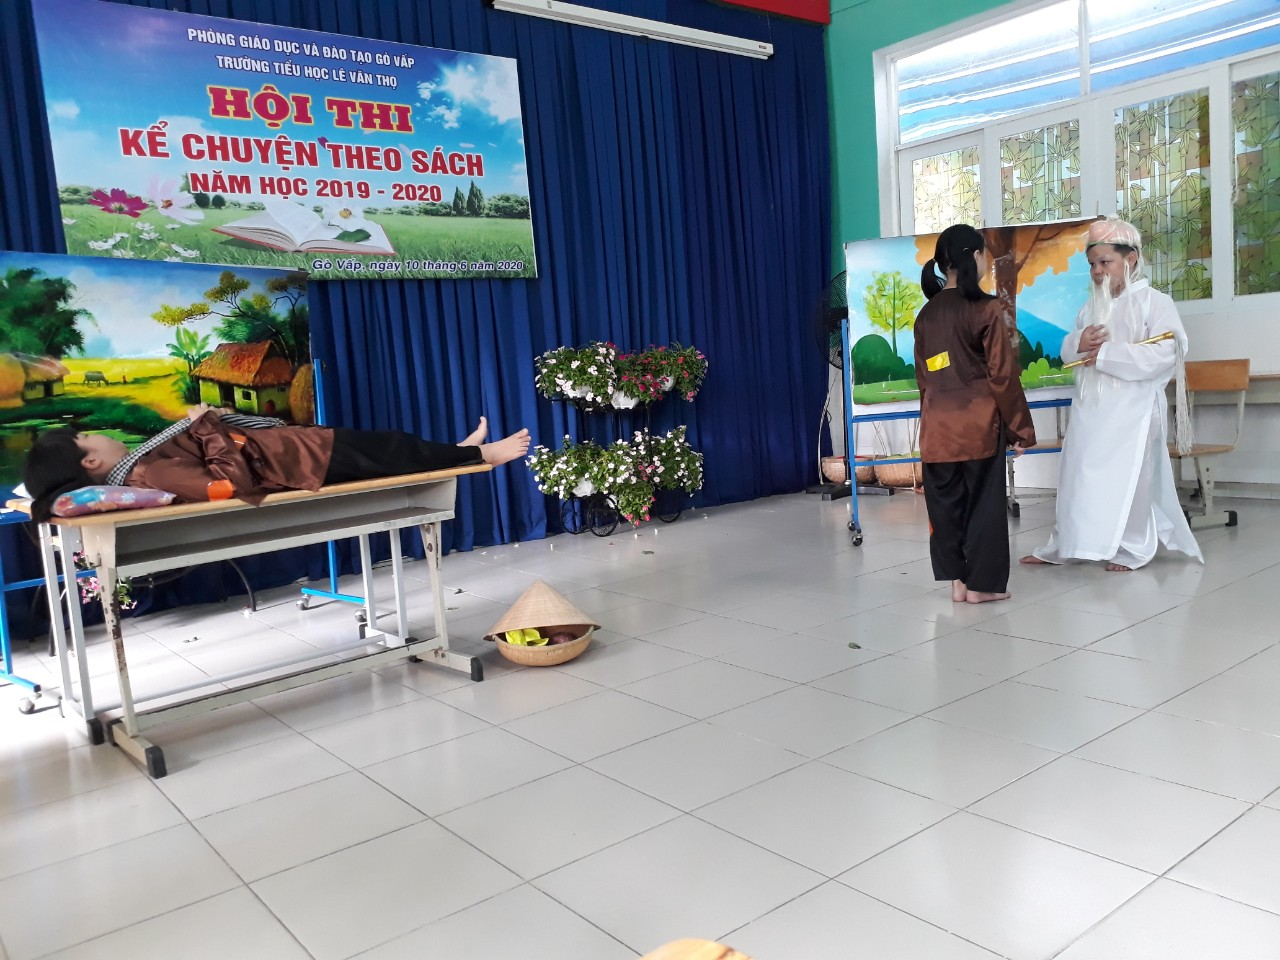 PHÒNG GIÁO DỤC VÀ ĐÀO TẠO GÒ VẤP
TRƯỜNG TIỂU HỌC LÊ VĂN THỌ
HỘI THI
KỂ CHUYỆN THEO SÁCH
NĂM HỌC 2019 - 2020
Gò Vấp, ngày 10 tháng 6 năm 2020